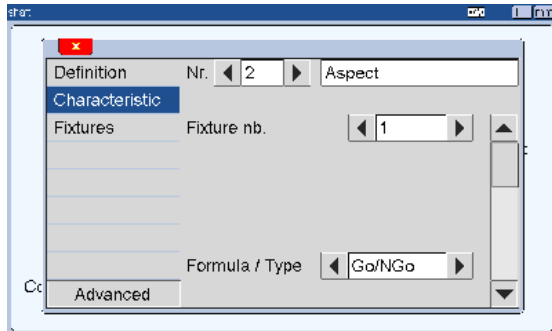 Definition
Nr. 2 Aspect
Characteristic
Fixtures
Fixture nb. 1
Formula / Type Go/NGo
Advanced